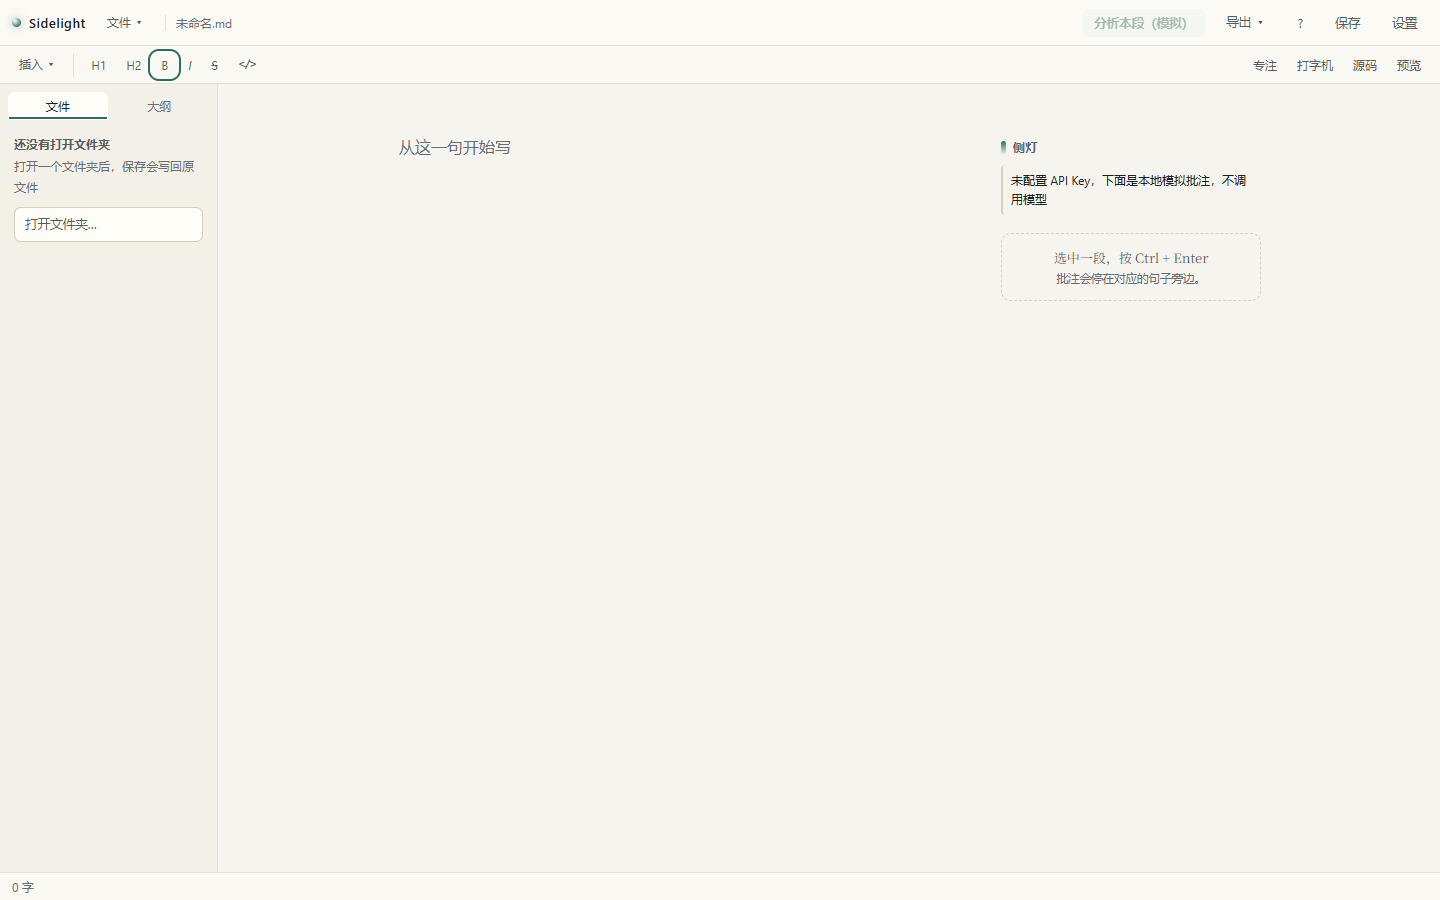 Sidelight 文件 ▾ 未命名.md 分析本段（模拟） 导出 ▾ ? 保存 设置
插入 ▾ H1 H2 B I S </> 专注 打字机 源码 预览
文件 大纲
还没有打开文件夹
打开一个文件夹后，保存会写回原
文件
打开文件夹...
从这一句开始写
侧灯
未配置 API Key，下面是本地模拟批注，不调
用模型
选中一段，按 Ctrl + Enter
批注会停在对应的句子旁边。
0 字